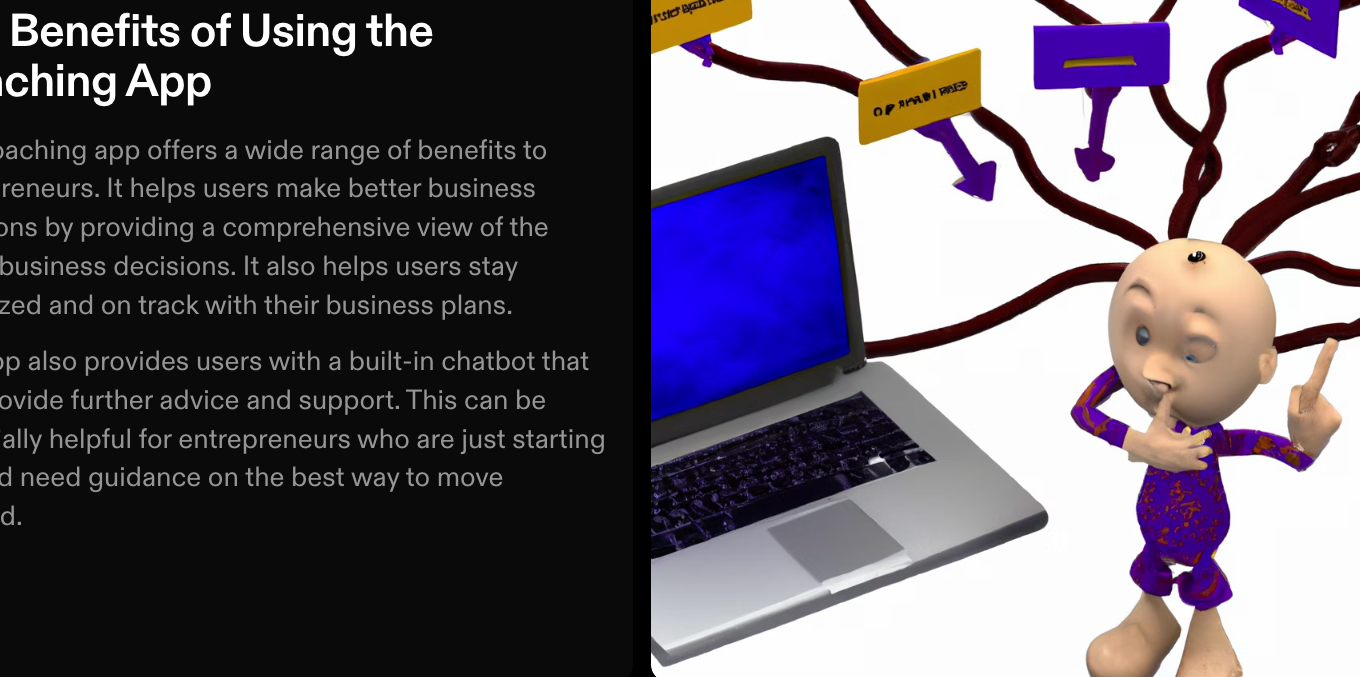 Benefits of Using the
aching App
oaching app offers a wide range of benefits to
reneurs. It helps users make better business
ons by providing a comprehensive view of the
business decisions. It also helps users stay
zed and on track with their business plans.
pp also provides users with a built-in chatbot that
ovide further advice and support. This can be
ially helpful for entrepreneurs who are just starting
d need guidance on the best way to move
d.